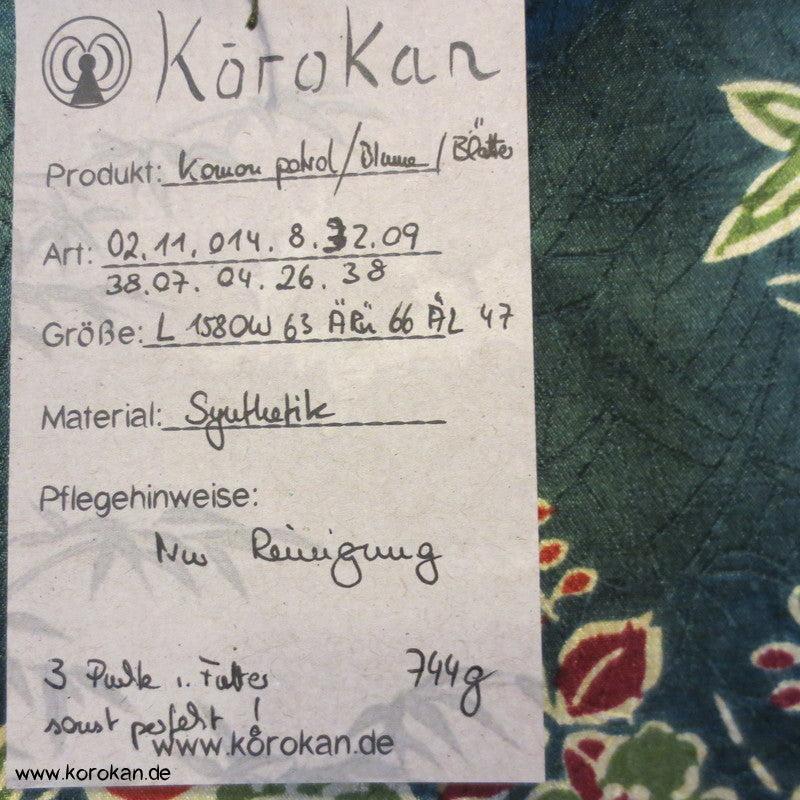 Kōrokan
Produkt: Komon petrol/Blume/Blätter
Art: 02.11.014.8.32.09
38.07.04.26.38
Größe: L 158 OW 63 ÄRü 66 ÄL 47
Material: Synthetik
Pflegehinweise:
Nur Reinigung
3 Punkte i. Futter 744g
sonst perfekt!
www.kōrokan.de
www.korokan.de